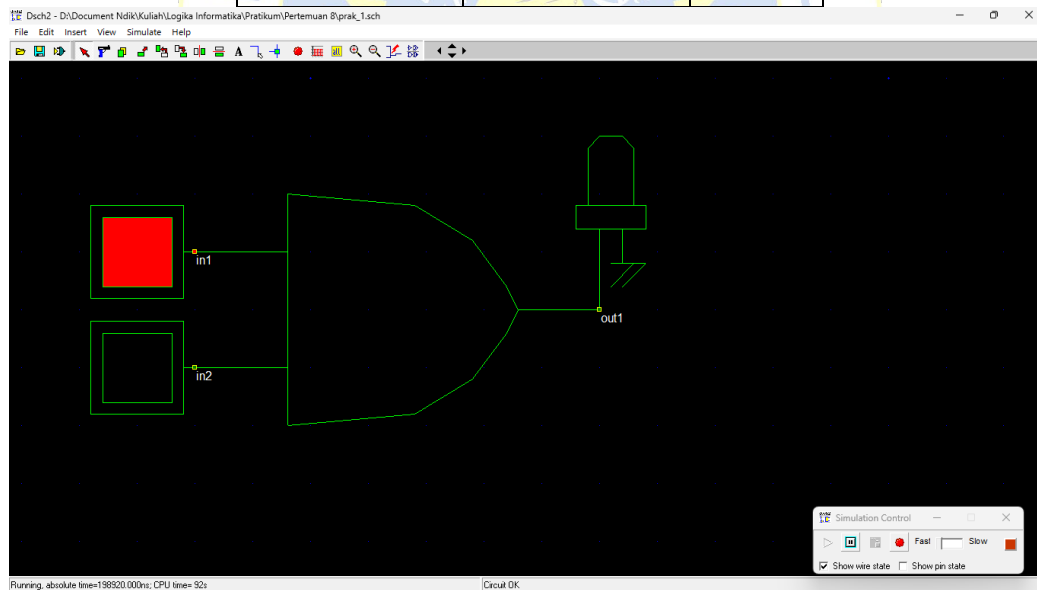 Dsch2 - D:\Document Ndik\Kuliah\Logika Informatika\Pratikum\Pertemuan 8\prak_1.sch
File Edit Insert View Simulate Help
in1
out1
in2
Simulation Control
Fast Slow
Show wire state Show pin state
Running, absolute time=198920.000ns; CPU time= 92s Circuit OK